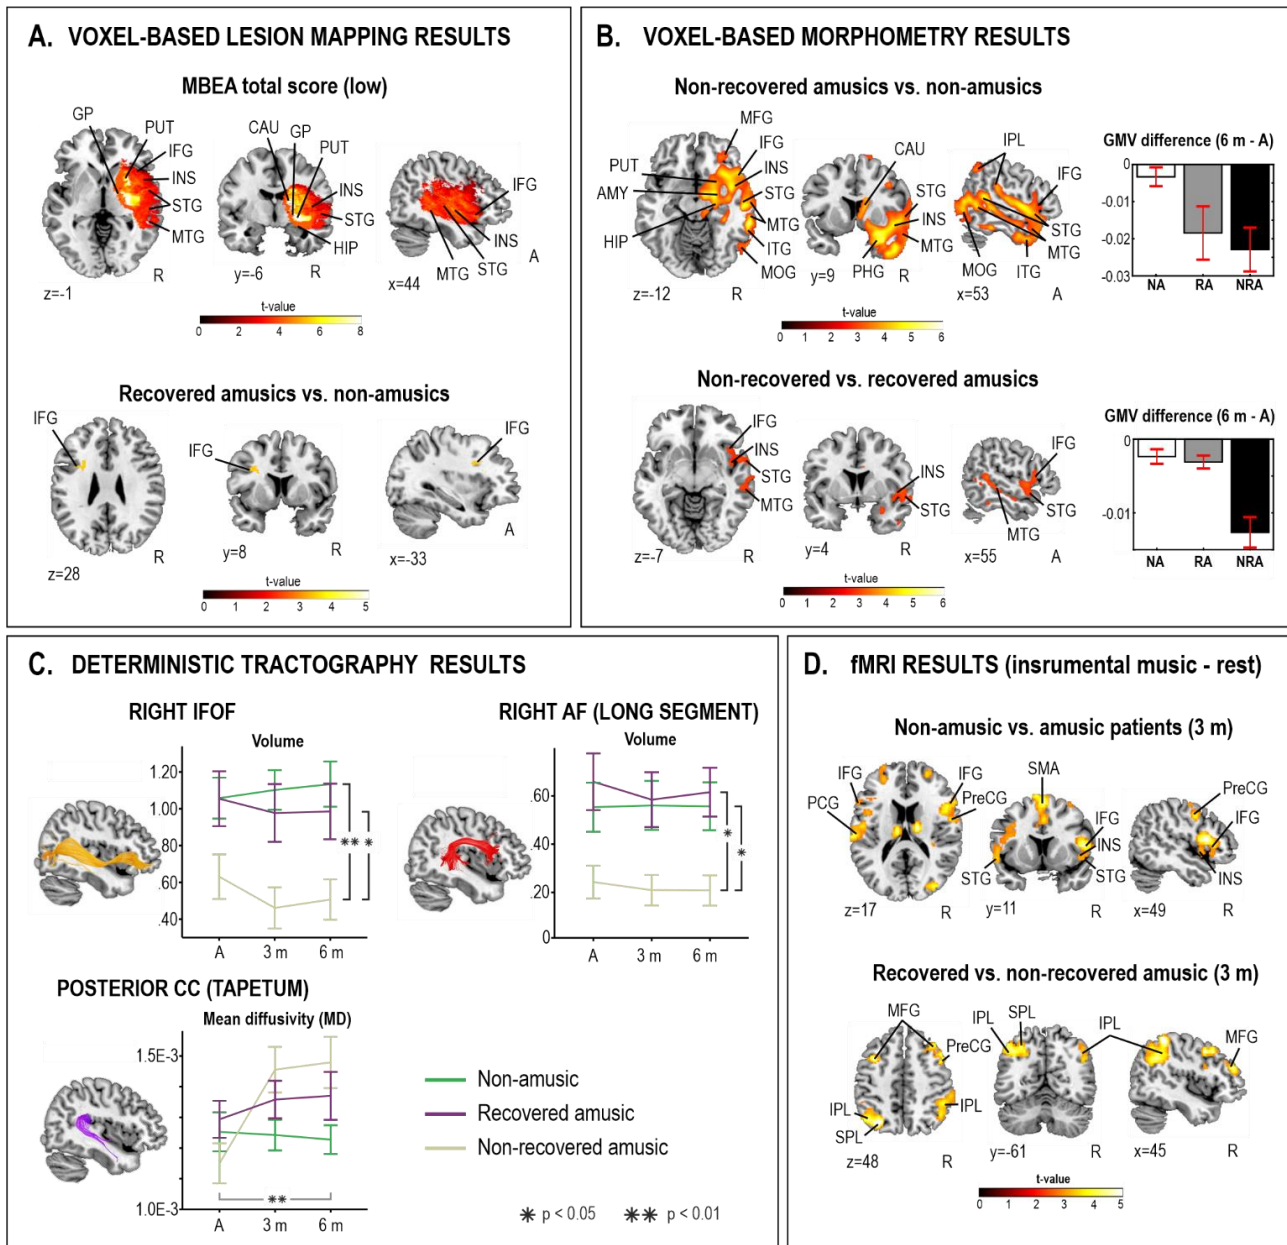 A. VOXEL-BASED LESION MAPPING RESULTS
MBEA total score (low)
GP
PUT
IFG
INS
STG
MTG
R
z=-1
CAU
GP
PUT
INS
STG
HIP
y=-6
R
IFG
INS
STG
MTG
A
x=44
t-value
0 2 4 6 8
Recovered amusics vs. non-amusics
IFG
R
z=28
IFG
y=8
R
IFG
A
x=-33
t-value
0 1 2 3 4 5
B. VOXEL-BASED MORPHOMETRY RESULTS
Non-recovered amusics vs. non-amusics
MFG
IFG
INS
STG
MTG
ITG
MOG
PUT
AMY
HIP
z=-12
R
CAU
STG
INS
MTG
PHG
y=9
R
IPL
IFG
STG
MTG
ITG
MOG
x=53
A
t-value
0 1 2 3 4 5 6
GMV difference (6 m - A)
0
-0.01
-0.02
-0.03
NA RA NRA
Non-recovered vs. recovered amusics
IFG
INS
STG
MTG
z=-7
R
INS
STG
y=4
R
IFG
STG
MTG
x=55
A
t-value
0 1 2 3 4 5 6
GMV difference (6 m - A)
0
-0.01
NA RA NRA
C. DETERMINISTIC TRACTOGRAPHY RESULTS
RIGHT IFOF
Volume
1.20
1.00
.80
.60
.40
A 3 m 6 m
** *
RIGHT AF (LONG SEGMENT)
Volume
.60
.40
.20
0
A 3 m 6 m
* *
POSTERIOR CC (TAPETUM)
Mean diffusivity (MD)
1.5E-3
1.0E-3
**
A 3 m 6 m
Non-amusic
Recovered amusic
Non-recovered amusic
* p < 0.05 ** p < 0.01
D. fMRI RESULTS (insrumental music - rest)
Non-amusic vs. amusic patients (3 m)
IFG
PCG
IFG
PreCG
z=17
R
SMA
IFG
INS
STG
STG
y=11
R
PreCG
IFG
INS
x=49
R
Recovered vs. non-recovered amusic (3 m)
MFG
PreCG
IPL
IPL
SPL
z=48
R
IPL
SPL
IPL
y=-61
R
MFG
x=45
R
t-value
0 1 2 3 4 5